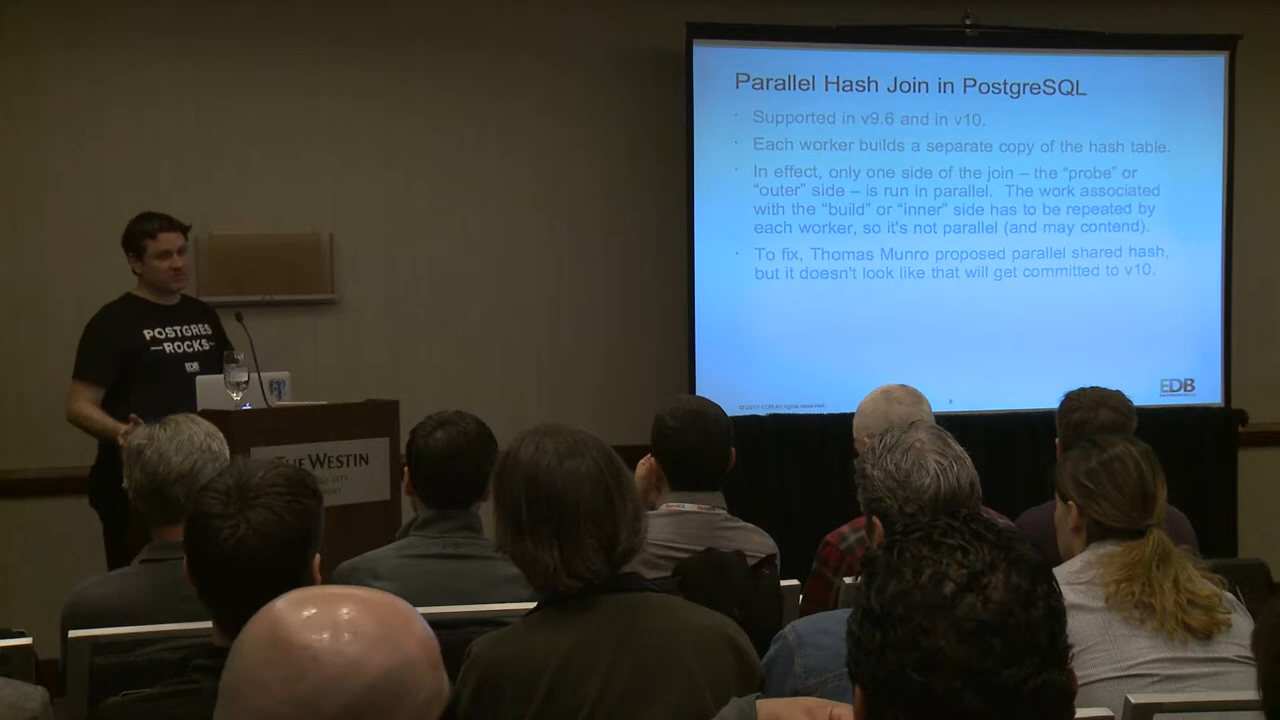 Parallel Hash Join in PostgreSQL
· Supported in v9.6 and in v10.
· Each worker builds a separate copy of the hash table.
· In effect, only one side of the join – the “probe” or
“outer” side – is run in parallel. The work associated
with the “build” or “inner” side has to be repeated by
each worker, so it's not parallel (and may contend).
· To fix, Thomas Munro proposed parallel shared hash,
but it doesn't look like that will get committed to v10.
EDB
All rights reserved.
POSTGRES
—ROCKS—
EDB
THE WESTIN
CITY